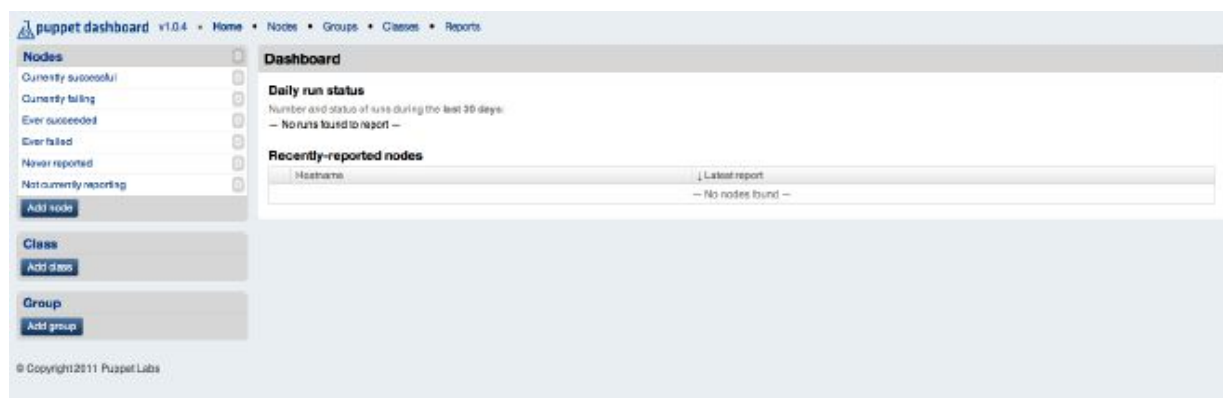 puppet dashboard v1.0.4 • Home • Nodes • Groups • Classes • Reports
Nodes
Currently successful
Currently failing
Ever succeeded
Ever failed
Never reported
Not currently reporting
Add node
Class
Add class
Group
Add group
© Copyright 2011 Puppet Labs
Dashboard
Daily run status
Number and status of runs during the last 30 days:
— No runs found to report —
Recently-reported nodes
Hostname ↓ Latest report
— No nodes found —